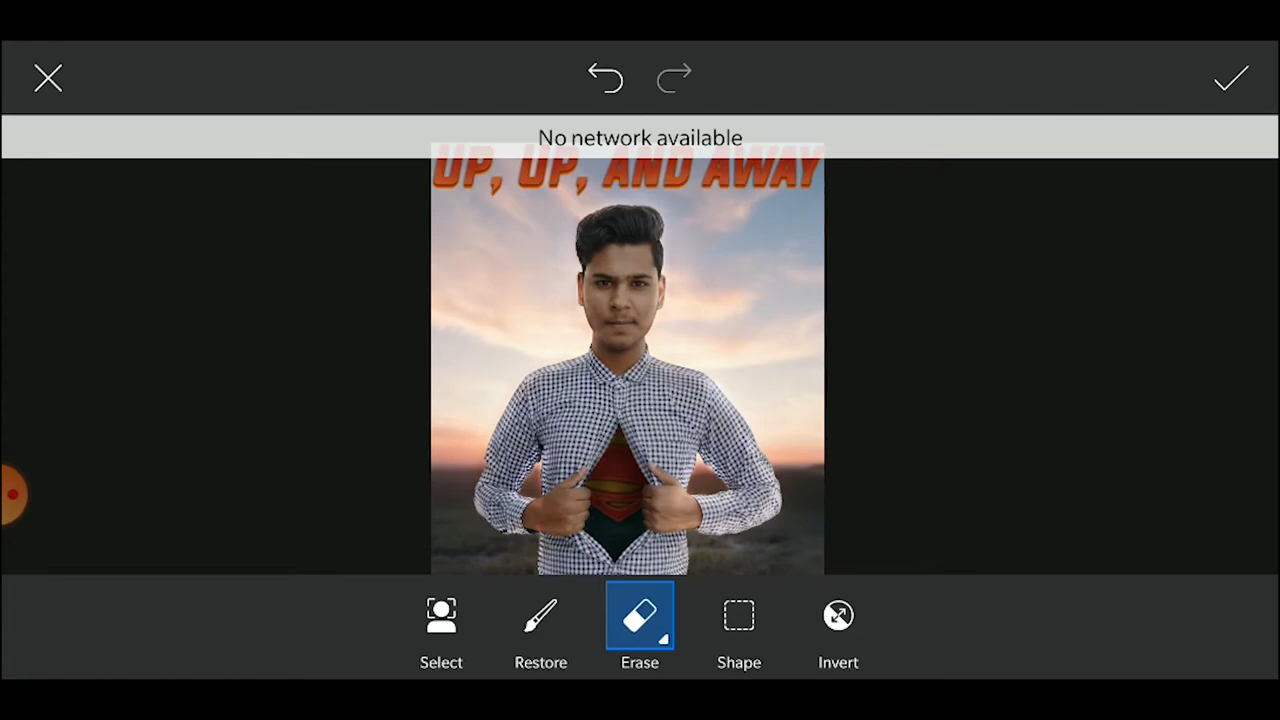 No network available
UP, UP, AND AWAY
Select
Restore
Erase
Shape
Invert